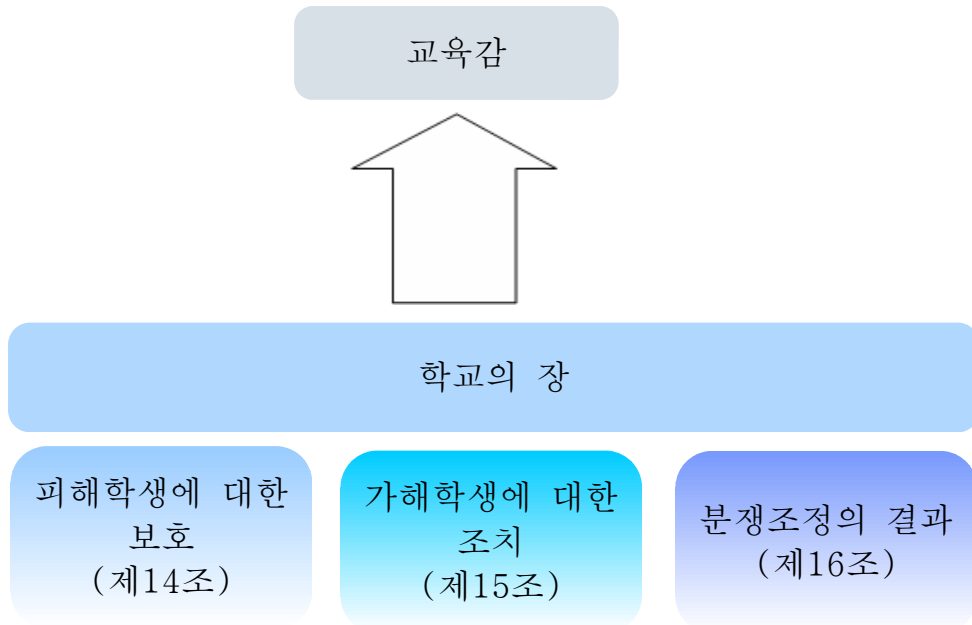 교육감
학교의 장
피해학생에 대한
보호
(제14조)
가해학생에 대한
조치
(제15조)
분쟁조정의 결과
(제16조)